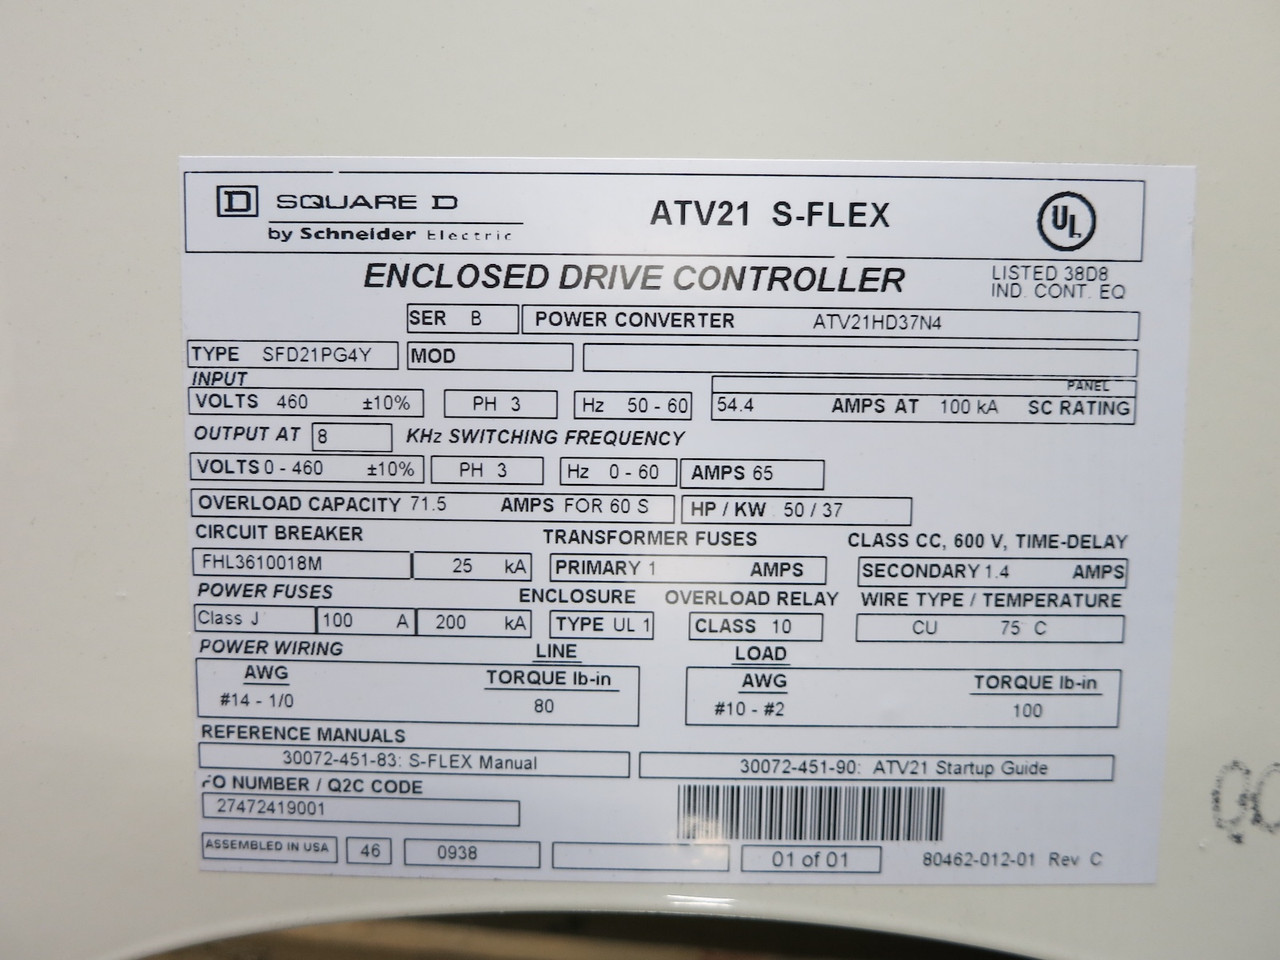 D SQUARE D
by Schneider Electric
ATV21 S-FLEX
UL
LISTED 38D8
IND. CONT. EQ
ENCLOSED DRIVE CONTROLLER
SER B POWER CONVERTER ATV21HD37N4
TYPE SFD21PG4Y MOD
INPUT PANEL
VOLTS 460 ±10% PH 3 Hz 50 - 60 54.4 AMPS AT 100 kA SC RATING
OUTPUT AT 8 KHz SWITCHING FREQUENCY
VOLTS 0 - 460 ±10% PH 3 Hz 0 - 60 AMPS 65
OVERLOAD CAPACITY 71.5 AMPS FOR 60 S HP / KW 50 / 37
CIRCUIT BREAKER TRANSFORMER FUSES CLASS CC, 600 V, TIME-DELAY
FHL3610018M 25 kA PRIMARY 1 AMPS SECONDARY 1.4 AMPS
POWER FUSES ENCLOSURE OVERLOAD RELAY WIRE TYPE / TEMPERATURE
Class J 100 A 200 kA TYPE UL 1 CLASS 10 CU 75 C
POWER WIRING LINE LOAD
AWG TORQUE lb-in AWG TORQUE lb-in
#14 - 1/0 80 #10 - #2 100
REFERENCE MANUALS
30072-451-83: S-FLEX Manual 30072-451-90: ATV21 Startup Guide
FO NUMBER / Q2C CODE
27472419001
ASSEMBLED IN USA 46 0938 01 of 01 80462-012-01 Rev C